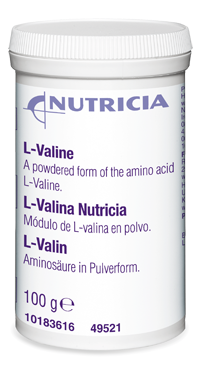 NUTRICIA
L-Valine
A powdered form of the amino acid
L-Valine.
L-Valina Nutricia
Módulo de L-valina en polvo.
L-Valin
Aminosäure in Pulverform.
100 g℮
10183616 49521